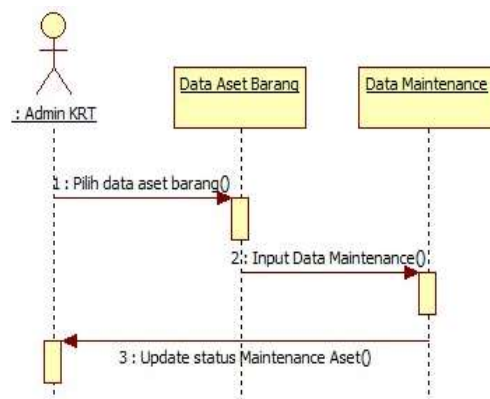 : Admin KRT
Data Aset Barang
Data Maintenance
1 : Pilih data aset barang()
2 : Input Data Maintenance()
3 : Update status Maintenance Aset()